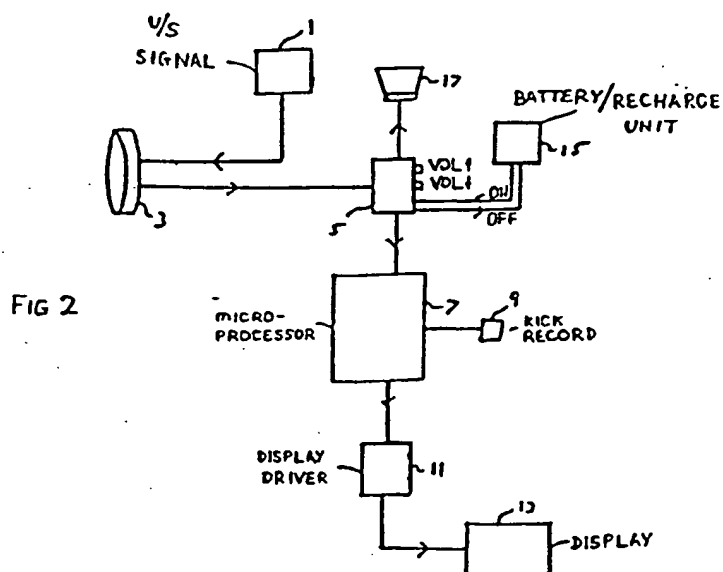 U/S
SIGNAL
1
17
BATTERY/RECHARGE
UNIT
15
VOL↑
VOL↓
ON
OFF
3
5
FIG 2
MICRO-
PROCESSOR
7
9
KICK
RECORD
DISPLAY
DRIVER
11
13
DISPLAY